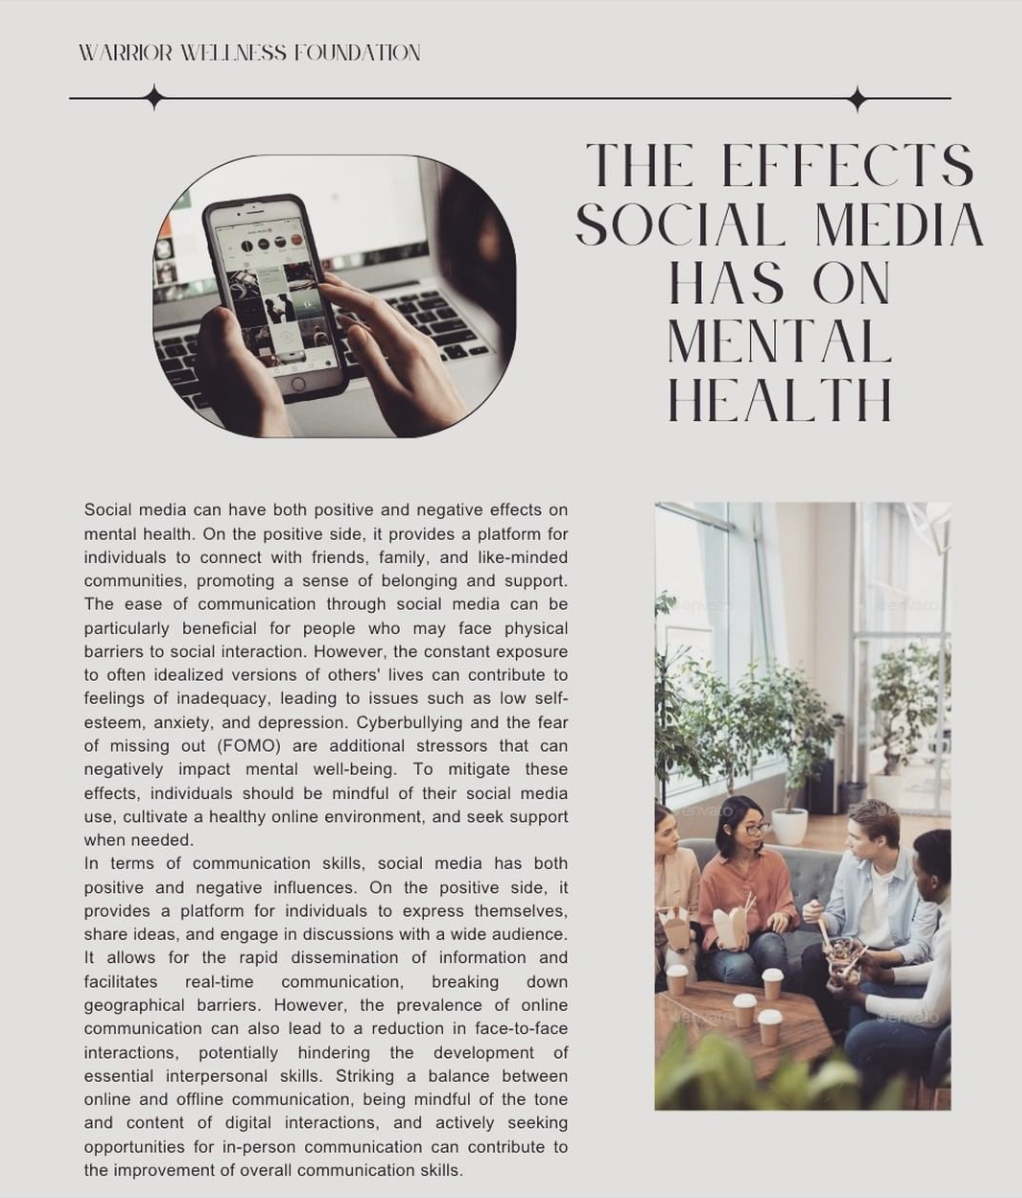 WARRIOR WELLNESS FOUNDATION
THE EFFECTS
SOCIAL MEDIA
HAS ON
MENTAL
HEALTH
Social media can have both positive and negative effects on
mental health. On the positive side, it provides a platform for
individuals to connect with friends, family, and like-minded
communities, promoting a sense of belonging and support.
The ease of communication through social media can be
particularly beneficial for people who may face physical
barriers to social interaction. However, the constant exposure
to often idealized versions of others' lives can contribute to
feelings of inadequacy, leading to issues such as low self-
esteem, anxiety, and depression. Cyberbullying and the fear
of missing out (FOMO) are additional stressors that can
negatively impact mental well-being. To mitigate these
effects, individuals should be mindful of their social media
use, cultivate a healthy online environment, and seek support
when needed.
In terms of communication skills, social media has both
positive and negative influences. On the positive side, it
provides a platform for individuals to express themselves,
share ideas, and engage in discussions with a wide audience.
It allows for the rapid dissemination of information and
facilitates real-time communication, breaking down
geographical barriers. However, the prevalence of online
communication can also lead to a reduction in face-to-face
interactions, potentially hindering the development of
essential interpersonal skills. Striking a balance between
online and offline communication, being mindful of the tone
and content of digital interactions, and actively seeking
opportunities for in-person communication can contribute to
the improvement of overall communication skills.
envato
envato
envato
envato
envato
envato